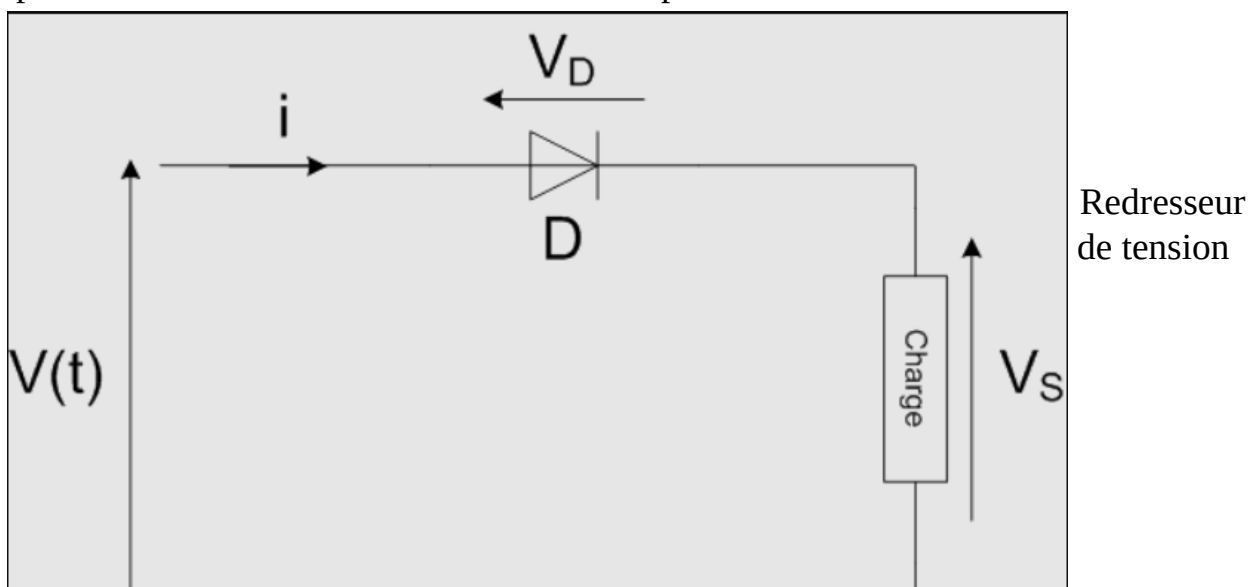 V_D
i
D
Redresseur
de tension
V(t)
Charge
V_S